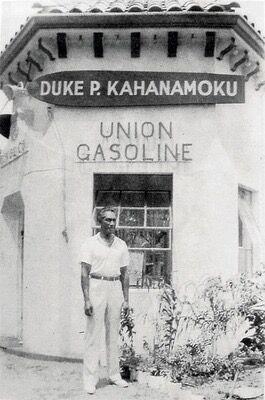 DUKE P. KAHANAMOKU
UNION
GASOLINE